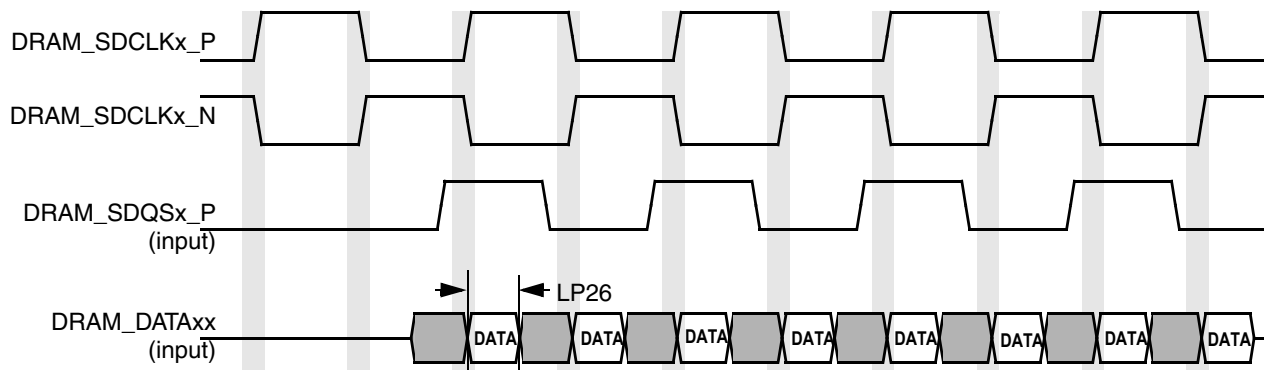 DRAM_SDCLKx_P
DRAM_SDCLKx_N
DRAM_SDQSx_P
(input)
LP26
DRAM_DATAxx
(input)
DATA DATA DATA DATA DATA DATA DATA DATA